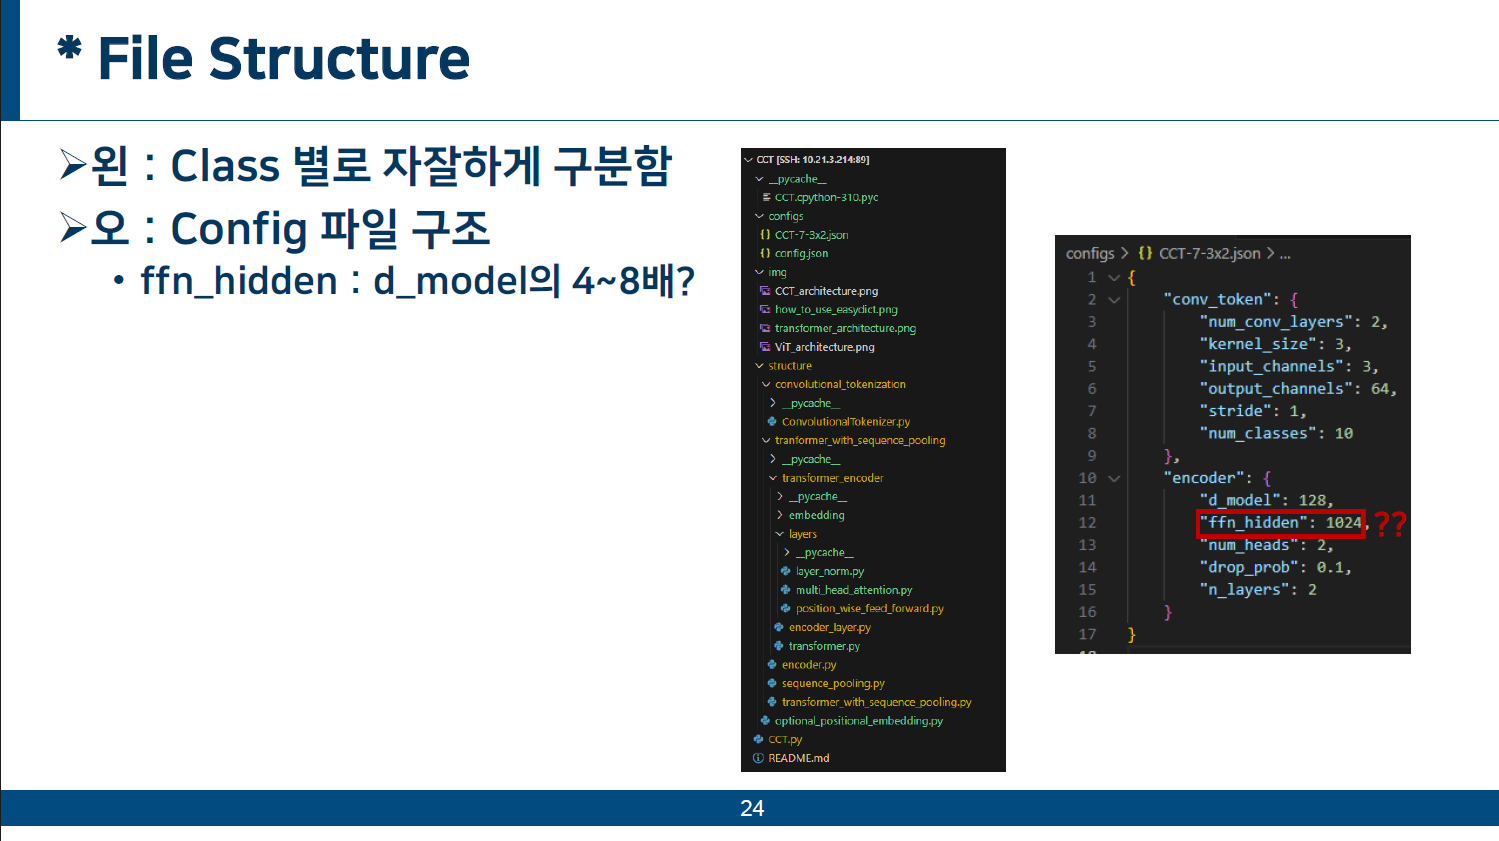 * File Structure
➢왼 : Class 별로 자잘하게 구분함
➢오 : Config 파일 구조
• ffn_hidden : d_model의 4~8배?
CCT [SSH: 10.21.3.214:89]
__pycache__
CCT.cpython-310.pyc
configs
{} CCT-7-3x2.json
{} config.json
img
CCT_architecture.png
how_to_use_easydict.png
transformer_architecture.png
ViT_architecture.png
structure
convolutional_tokenization
__pycache__
ConvolutionalTokenizer.py
tranformer_with_sequence_pooling
__pycache__
transformer_encoder
__pycache__
embedding
layers
__pycache__
layer_norm.py
multi_head_attention.py
position_wise_feed_forward.py
encoder_layer.py
transformer.py
encoder.py
sequence_pooling.py
transformer_with_sequence_pooling.py
optional_positional_embedding.py
CCT.py
README.md
configs > {} CCT-7-3x2.json > ...
1 {
2 "conv_token": {
3 "num_conv_layers": 2,
4 "kernel_size": 3,
5 "input_channels": 3,
6 "output_channels": 64,
7 "stride": 1,
8 "num_classes": 10
9 },
10 "encoder": {
11 "d_model": 128,
12 "ffn_hidden": 1024, ??
13 "num_heads": 2,
14 "drop_prob": 0.1,
15 "n_layers": 2
16 }
17 }
24